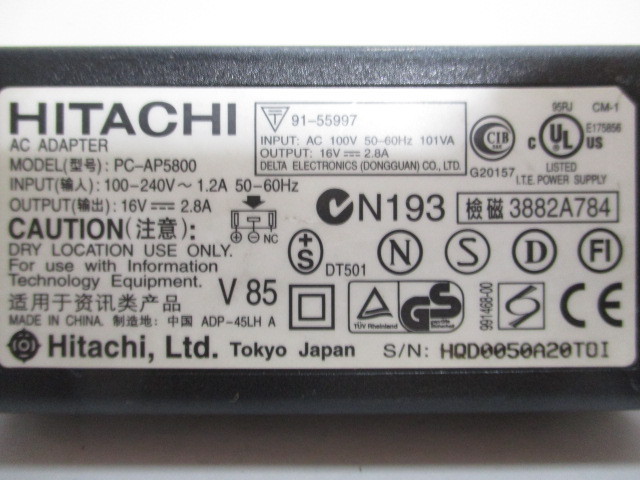 HITACHI
AC ADAPTER
MODEL(型号): PC-AP5800
INPUT(输入): 100-240V~ 1.2A 50-60Hz
OUTPUT(输出): 16V 2.8A
CAUTION(注意):
DRY LOCATION USE ONLY.
For use with Information
Technology Equipment.
适用于资讯类产品
MADE IN CHINA. 制造地: 中国 ADP-45LH A
NC
V 85
T
91-55997
INPUT: AC 100V 50-60Hz 101VA
OUTPUT: 16V 2.8A
DELTA ELECTRONICS (DONGGUAN) CO.,LTD.
CIB
G20157
95RJ
CM-1
c UL US
E175856
LISTED
I.T.E. POWER SUPPLY
N193
檢磁 3882A784
+S
DT501
N
S
D
FI
TÜV Rheinland
GS
991468-00
CE
Hitachi, Ltd. Tokyo Japan
S/N: HQD0050A20TOI